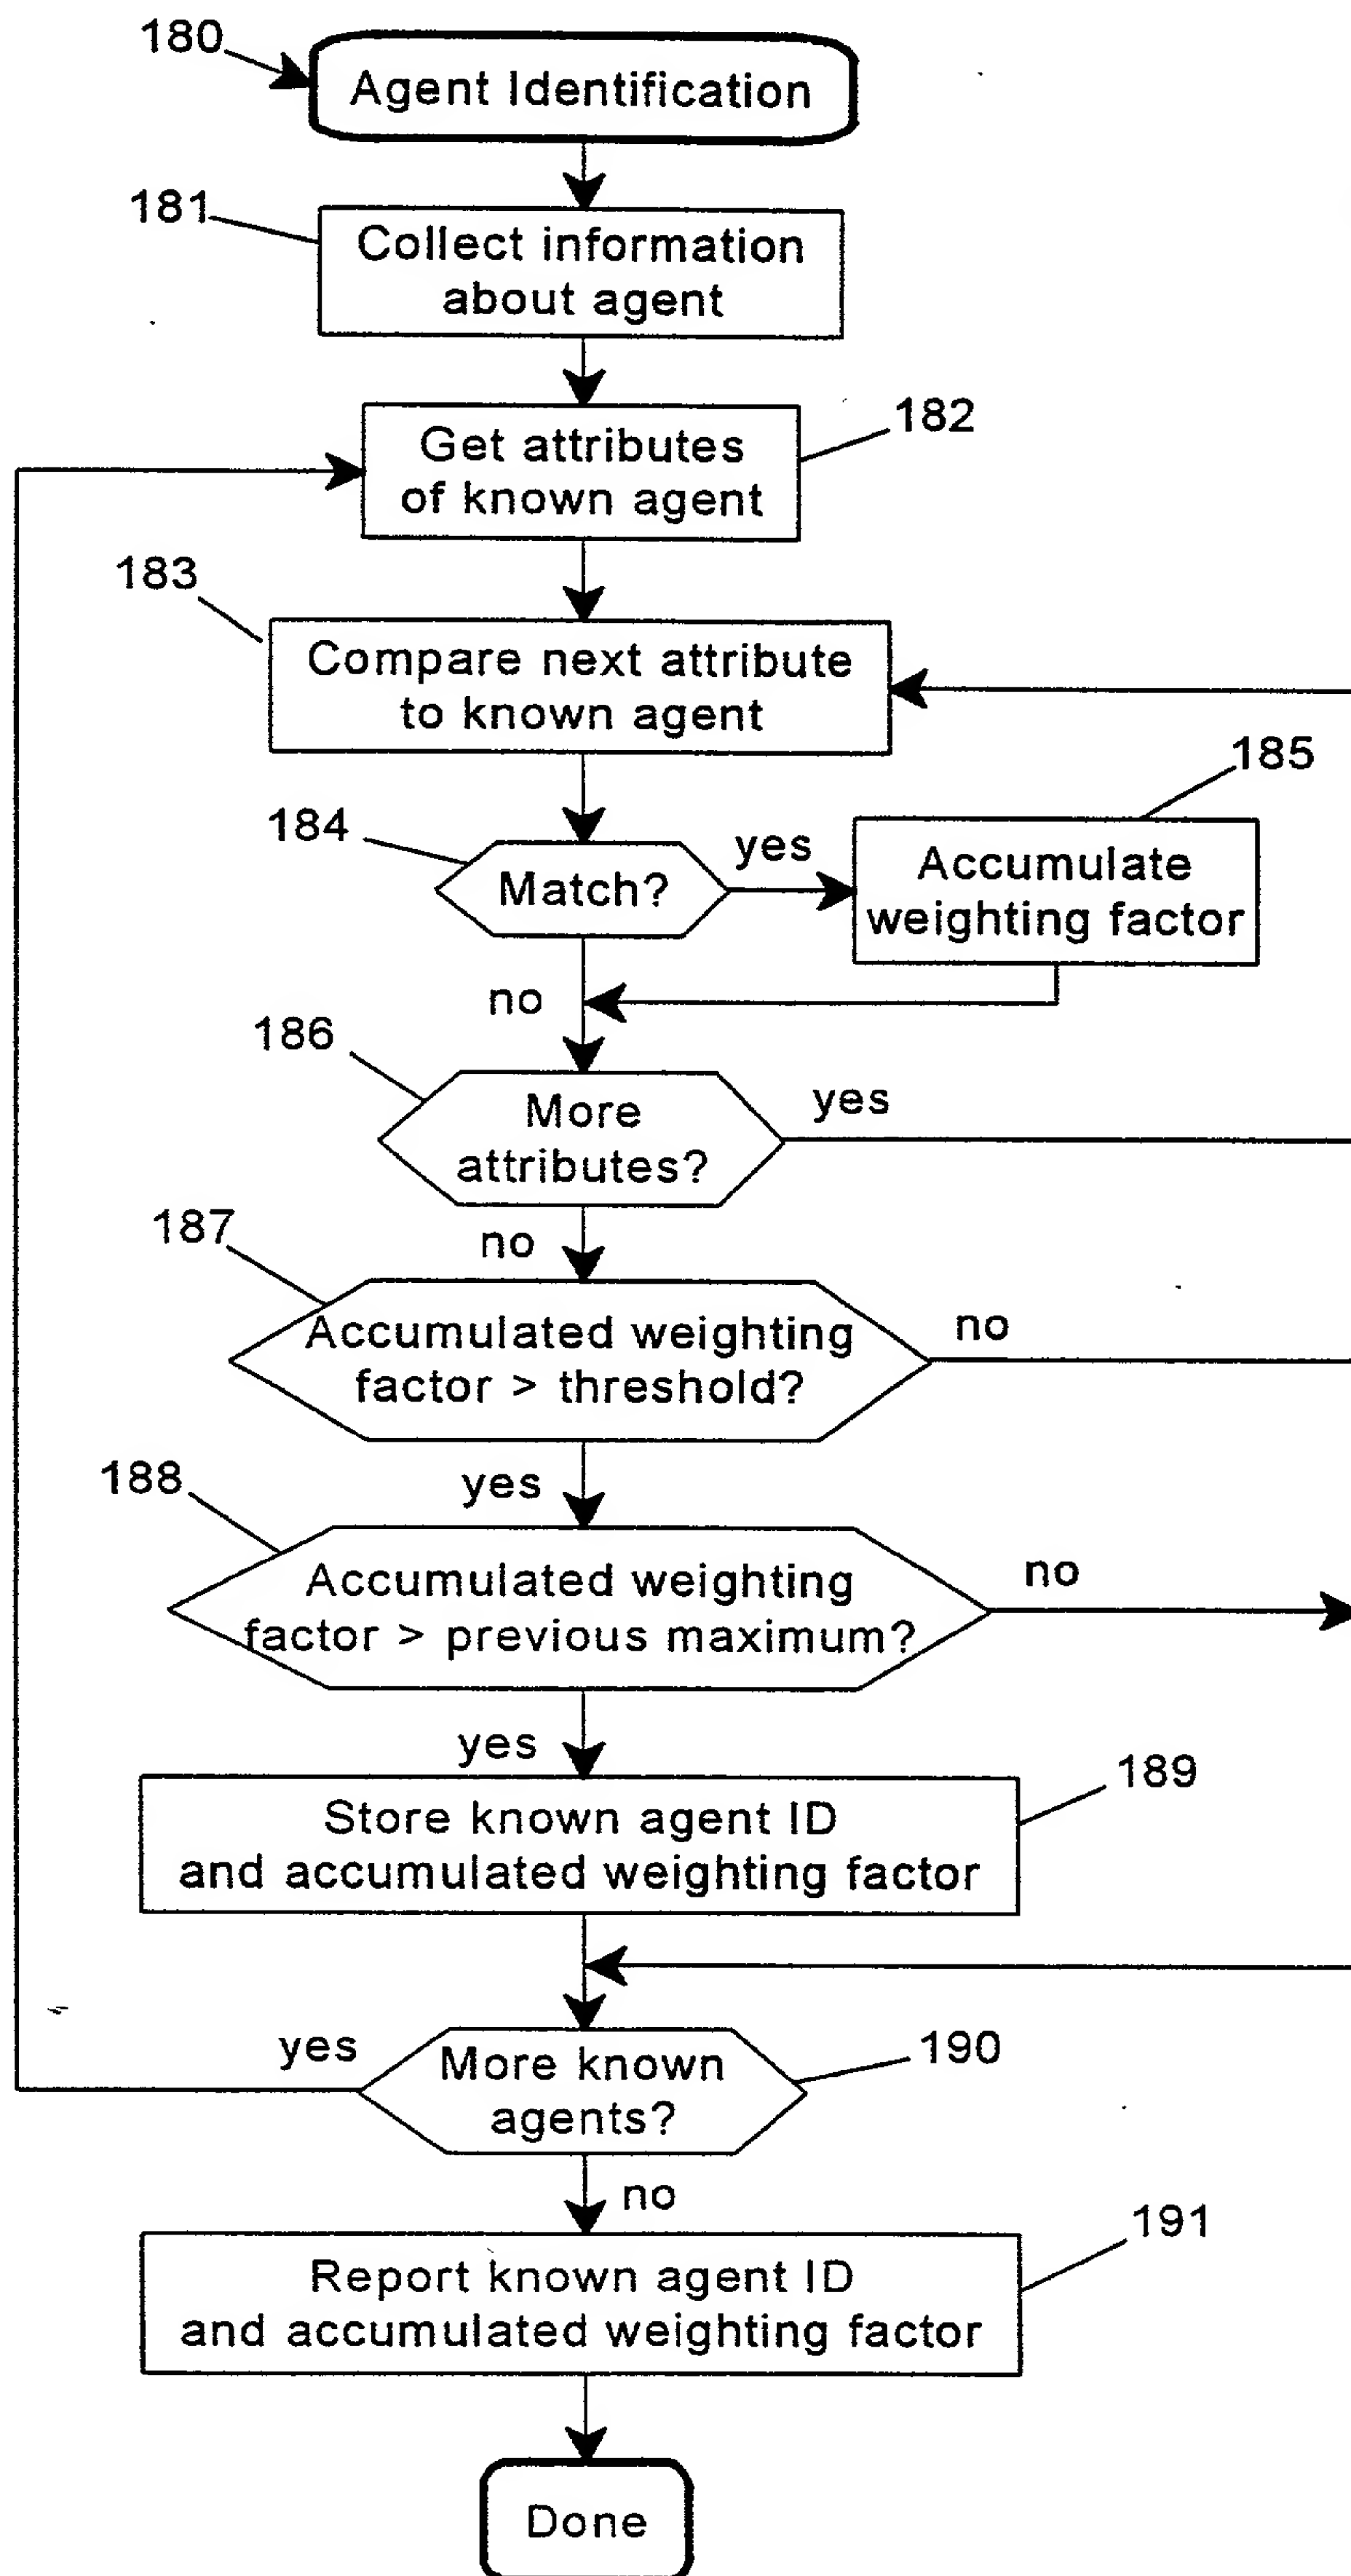 180
Agent Identification
181
Collect information
about agent
182
Get attributes
of known agent
183
Compare next attribute
to known agent
185
184
Match?
yes
Accumulate
weighting factor
no
186
More
attributes?
yes
187
no
Accumulated weighting
factor > threshold?
no
188
yes
Accumulated weighting
factor > previous maximum?
no
yes
189
Store known agent ID
and accumulated weighting factor
yes
More known
agents?
190
no
191
Report known agent ID
and accumulated weighting factor
Done